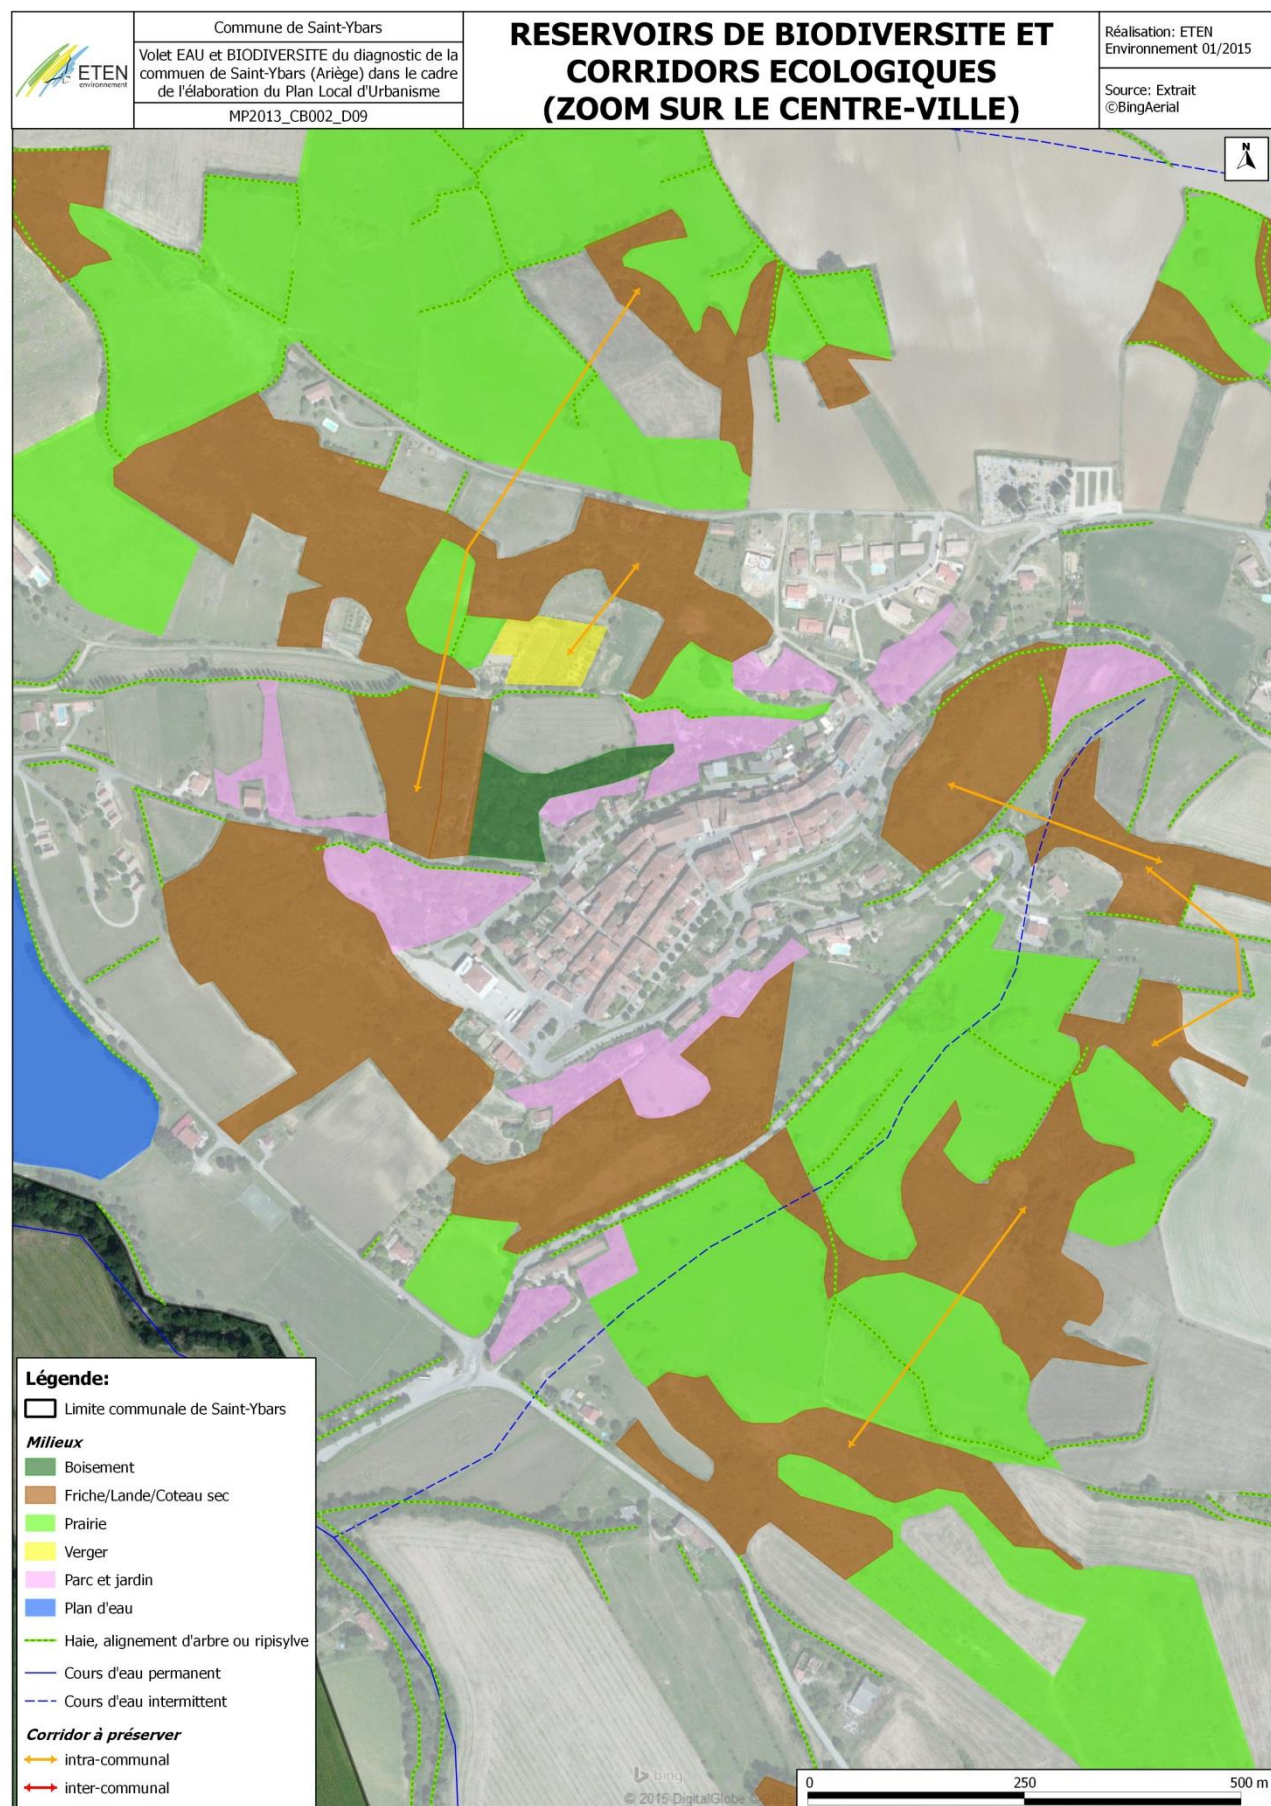 ETEN
environnement
Commune de Saint-Ybars
Volet EAU et BIODIVERSITE du diagnostic de la
commuen de Saint-Ybars (Ariège) dans le cadre
de l'élaboration du Plan Local d'Urbanisme
MP2013_CB002_D09
RESERVOIRS DE BIODIVERSITE ET
CORRIDORS ECOLOGIQUES
(ZOOM SUR LE CENTRE-VILLE)
Réalisation: ETEN
Environnement 01/2015
Source: Extrait
©BingAerial
N
Légende:
Limite communale de Saint-Ybars
Milieux
Boisement
Friche/Lande/Coteau sec
Prairie
Verger
Parc et jardin
Plan d'eau
Haie, alignement d'arbre ou ripisylve
Cours d'eau permanent
Cours d'eau intermittent
Corridor à préserver
intra-communal
inter-communal
bing
© 2015 DigitalGlobe
0 250 500 m